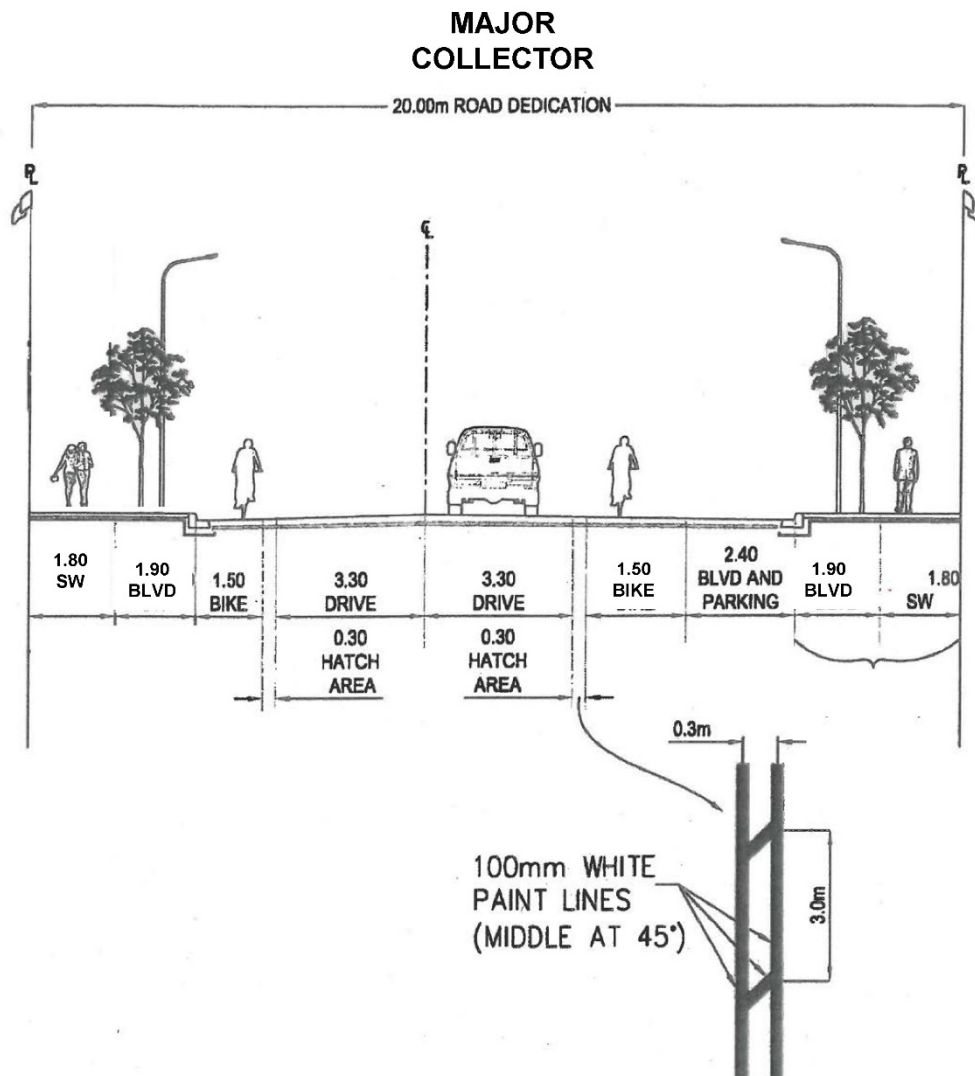 MAJOR
COLLECTOR
20.00m ROAD DEDICATION
PL
PL
CL
1.80
SW
1.90
BLVD
1.50
BIKE
3.30
DRIVE
3.30
DRIVE
1.50
BIKE
2.40
BLVD AND
PARKING
1.90
BLVD
1.80
SW
0.30
HATCH
AREA
0.30
HATCH
AREA
0.3m
100mm WHITE
PAINT LINES
(MIDDLE AT 45°)
3.0m